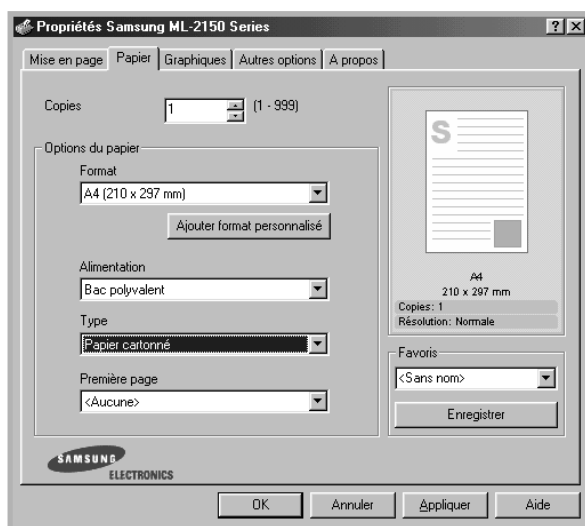 Propriétés Samsung ML-2150 Series
Mise en page Papier Graphiques Autres options A propos
Copies 1 (1 - 999)
Options du papier
Format
A4 (210 x 297 mm)
Ajouter format personnalisé
Alimentation
Bac polyvalent
Type
Papier cartonné
Première page
<Aucune>
S
A4
210 x 297 mm
Copies: 1
Résolution: Normale
Favoris
<Sans nom>
Enregistrer
SAMSUNG
ELECTRONICS
OK Annuler Appliquer Aide